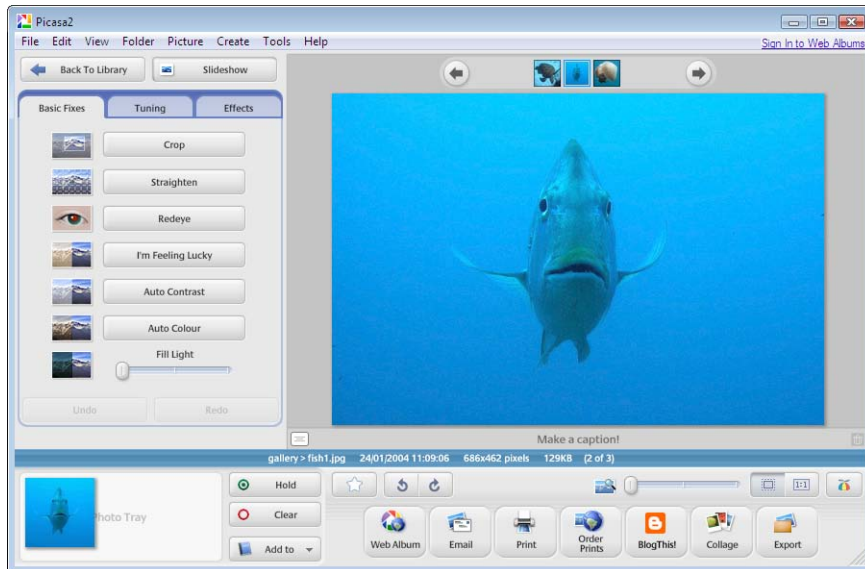 Picasa2
File Edit View Folder Picture Create Tools Help
Sign In to Web Albums
Back To Library
Slideshow
Basic Fixes
Tuning
Effects
Crop
Straighten
Redeye
I'm Feeling Lucky
Auto Contrast
Auto Colour
Fill Light
Undo
Redo
Make a caption!
gallery > fish1.jpg 24/01/2004 11:09:06 686x462 pixels 129KB (2 of 3)
Photo Tray
Hold
Clear
Add to
1:1
Web Album
Email
Print
Order
Prints
BlogThis!
Collage
Export